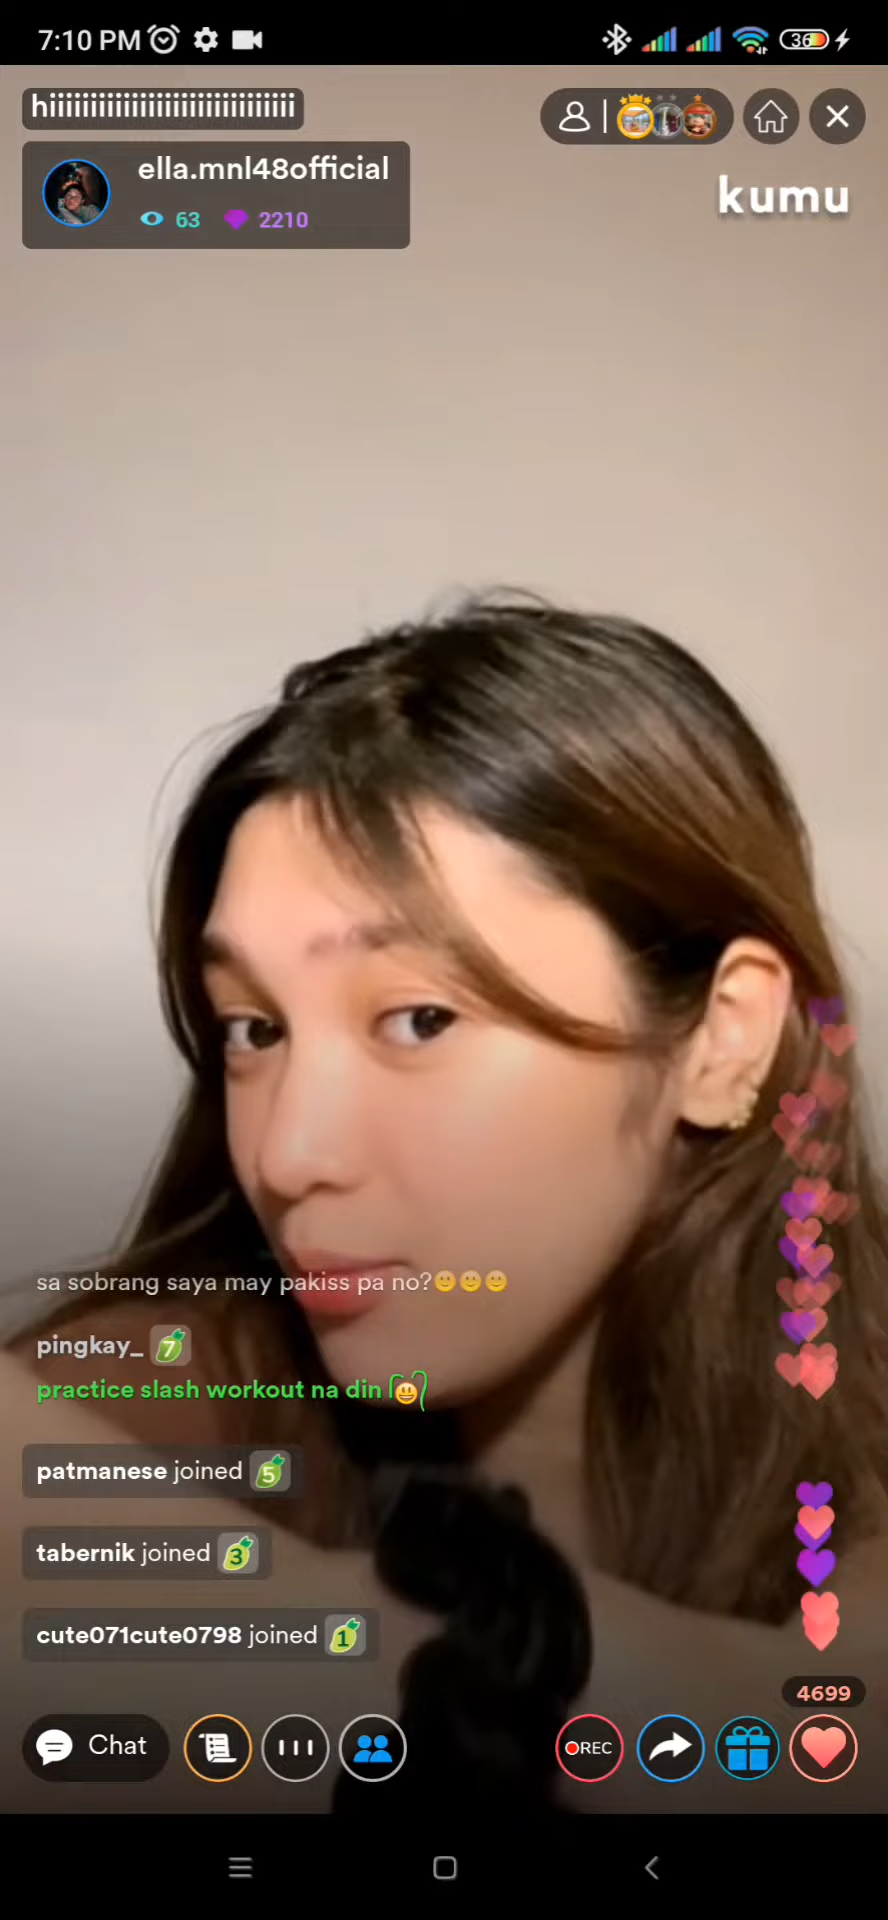 7:10 PM
36
hiiiiiiiiiiiiiiiiiiiiiiiiiiiii
ella.mnl48official
63 2210
kumu
sa sobrang saya may pakiss pa no?🙂🙂🙂
pingkay_ 7
practice slash workout na din 😃
patmanese joined 5
tabernik joined 3
cute071cute0798 joined 1
4699
Chat
REC